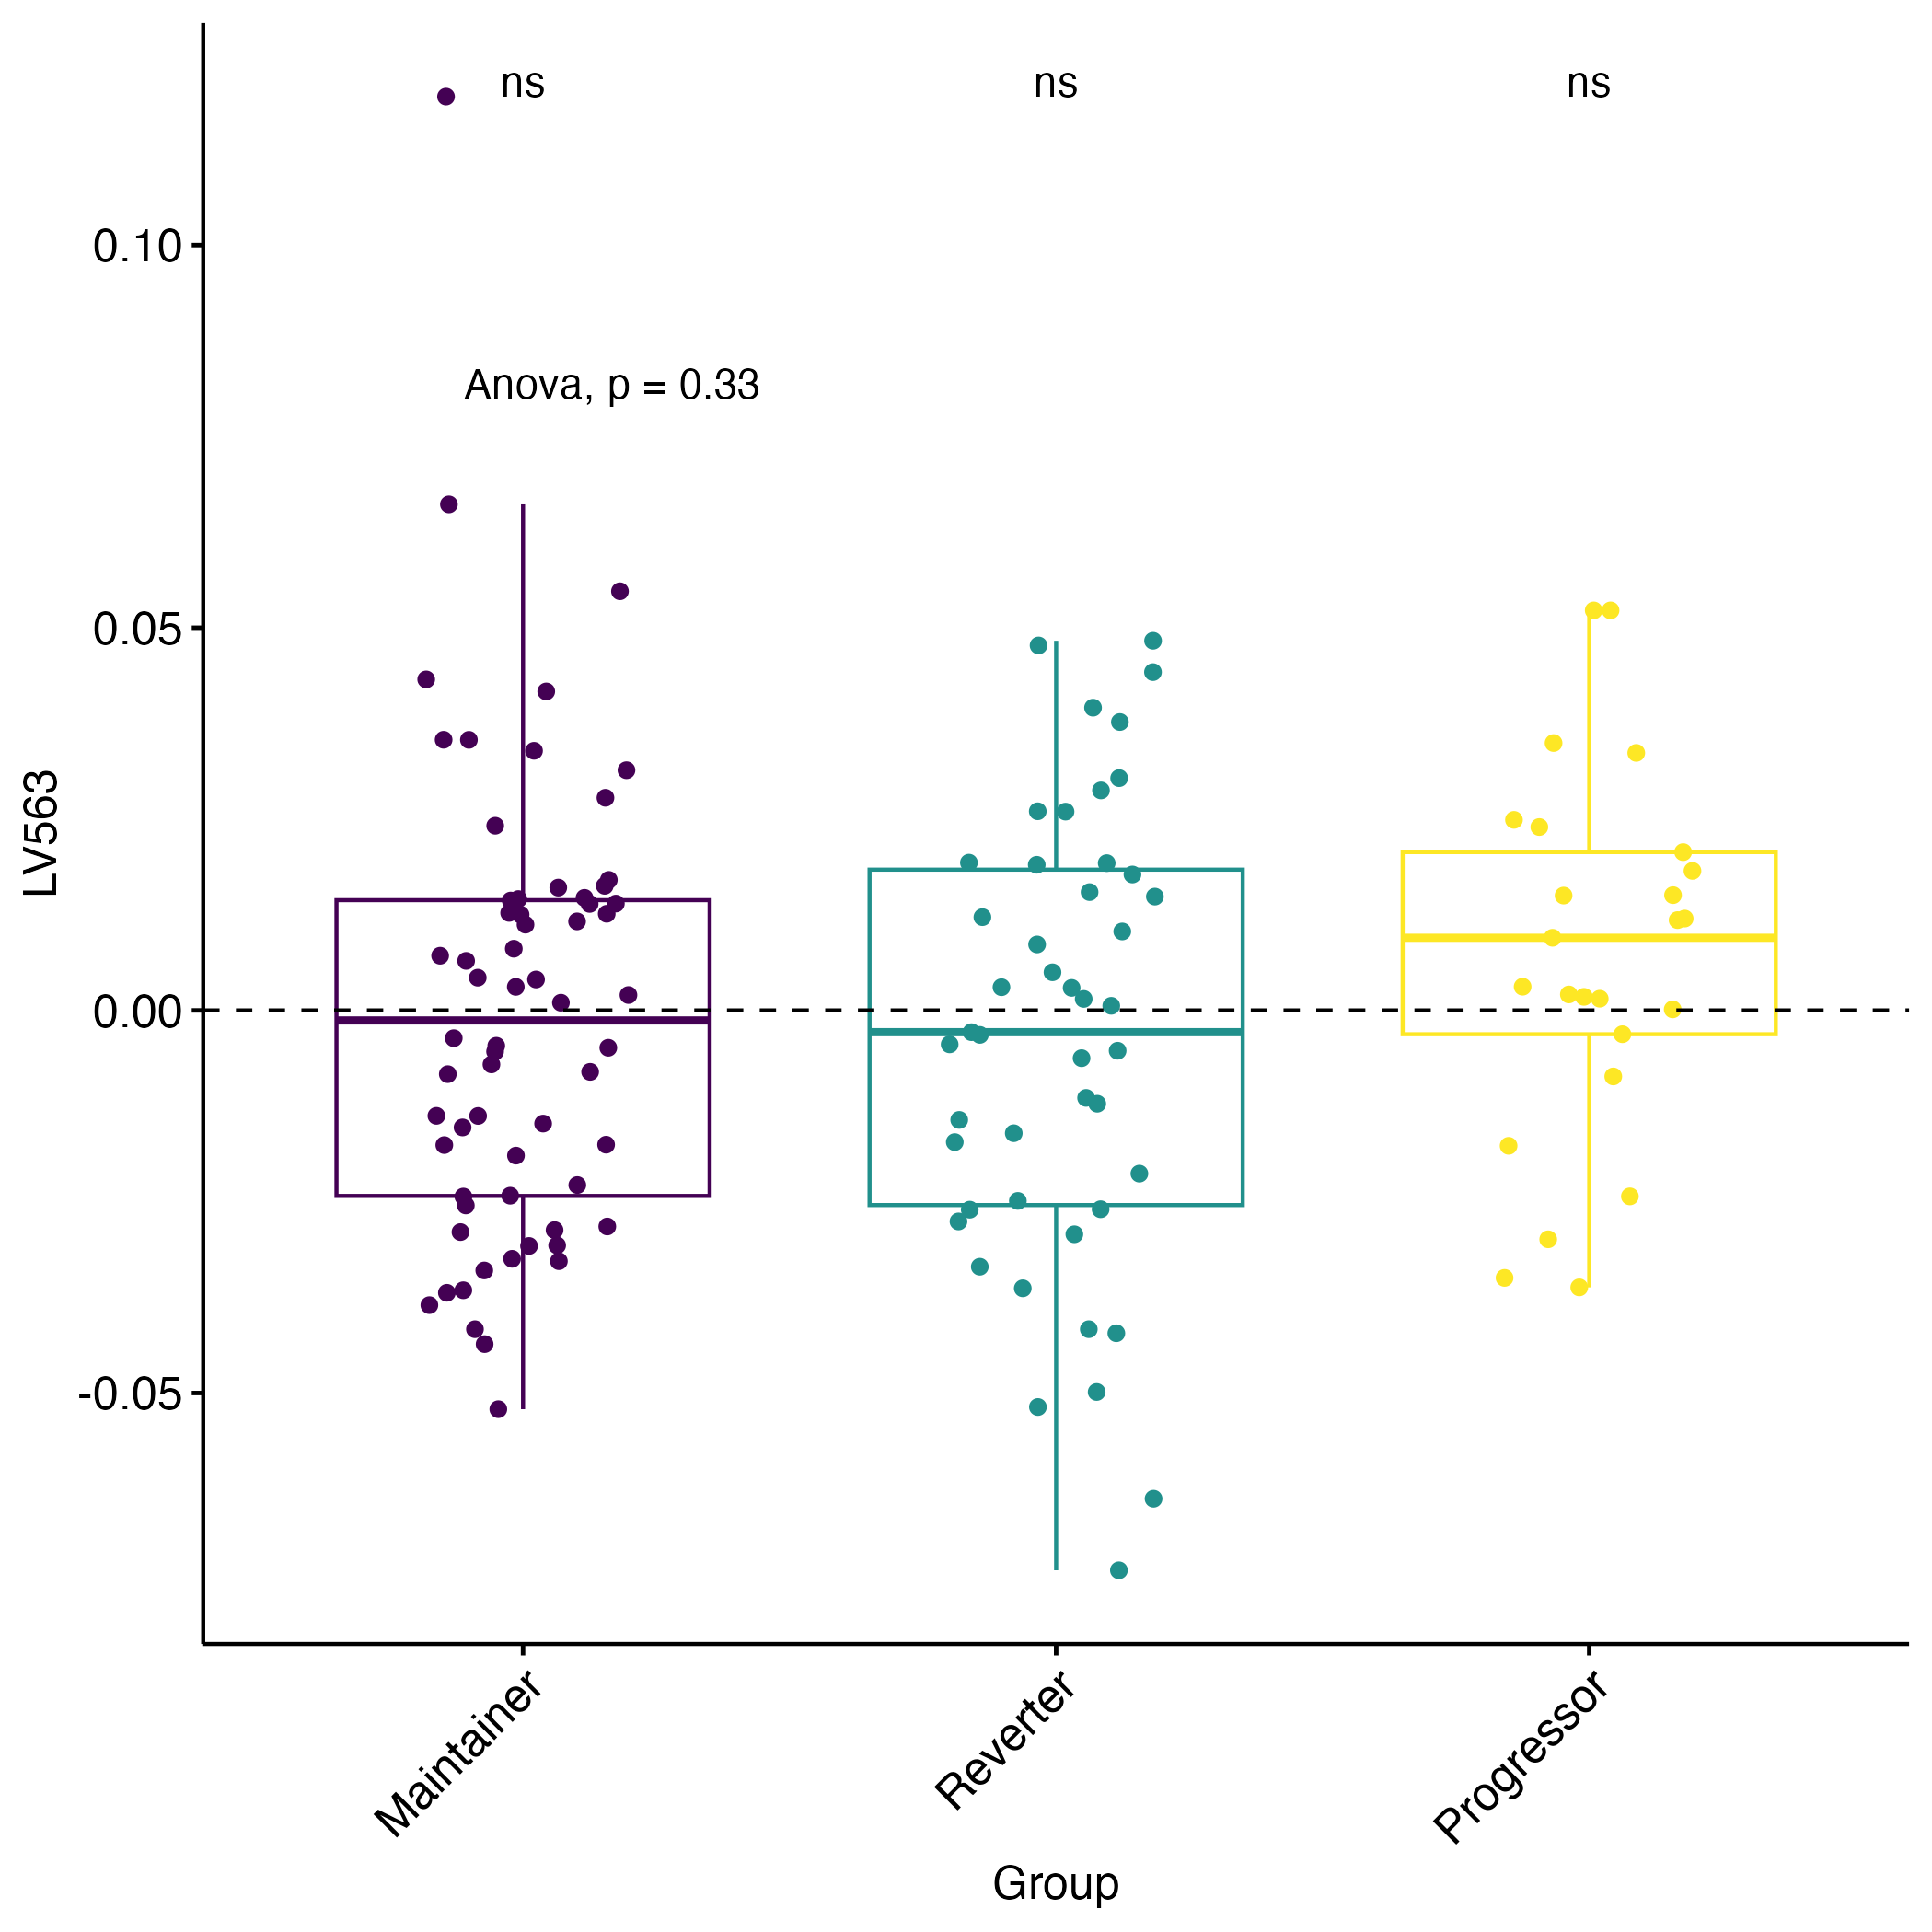 ns ns ns
0.10
Anova, p = 0.33
0.05
LV563
0.00
-0.05
Maintainer Reverter Progressor
Group